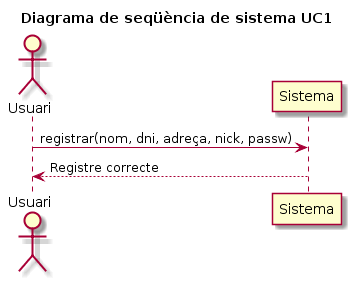 Diagrama de seqüència de sistema UC1
Usuari
Sistema
registrar(nom, dni, adreça, nick, passw)
Registre correcte
Usuari
Sistema